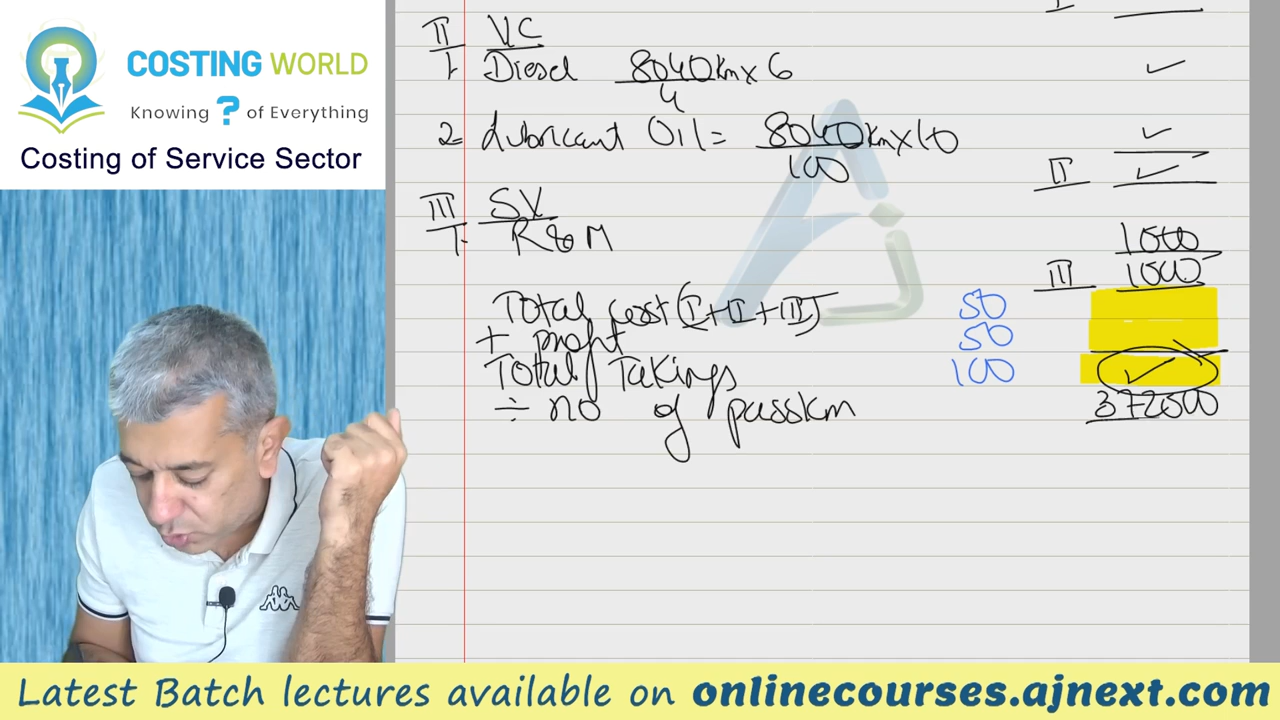 COSTING WORLD
Knowing ? of Everything
Costing of Service Sector
I
II VC
1. Diesel 8040km x 6
4
✓
2 Lubricant Oil = 8040km x 10
100
✓
II ✓
III SV
1. R & M 1000
III 1000
Total cost (I+II+III) 50
+ profit 50
Total Takings 100 ✓
÷ no of passkm 372000
Latest Batch lectures available on onlinecourses.ajnext.com